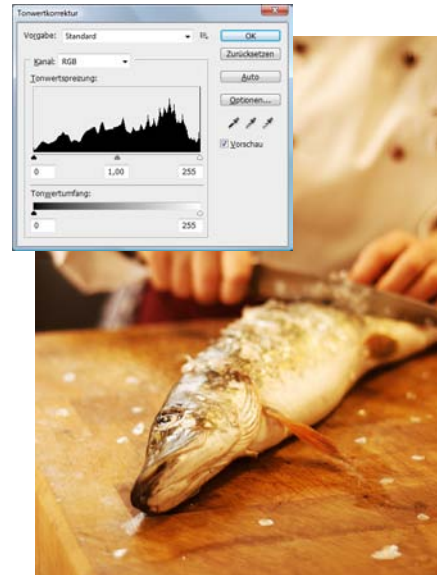 Tonwertkorrektur
Vorgabe: Standard
OK
Zurücksetzen
Kanal: RGB
Auto
Tonwertspreizung:
Optionen...
Vorschau
0 1,00 255
Tonwertumfang:
0 255